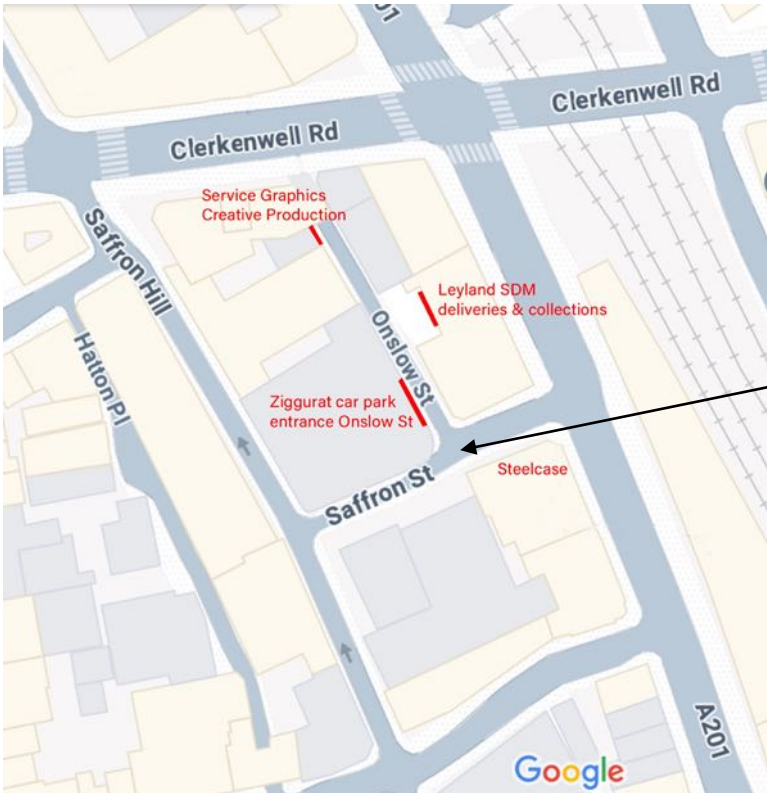 01
Clerkenwell Rd
Clerkenwell Rd
Service Graphics
Creative Production
Saffron Hill
Leyland SDM
deliveries & collections
Onslow St
Hatton Pl
Ziggurat car park
entrance Onslow St
Steelcase
Saffron St
A201
Google